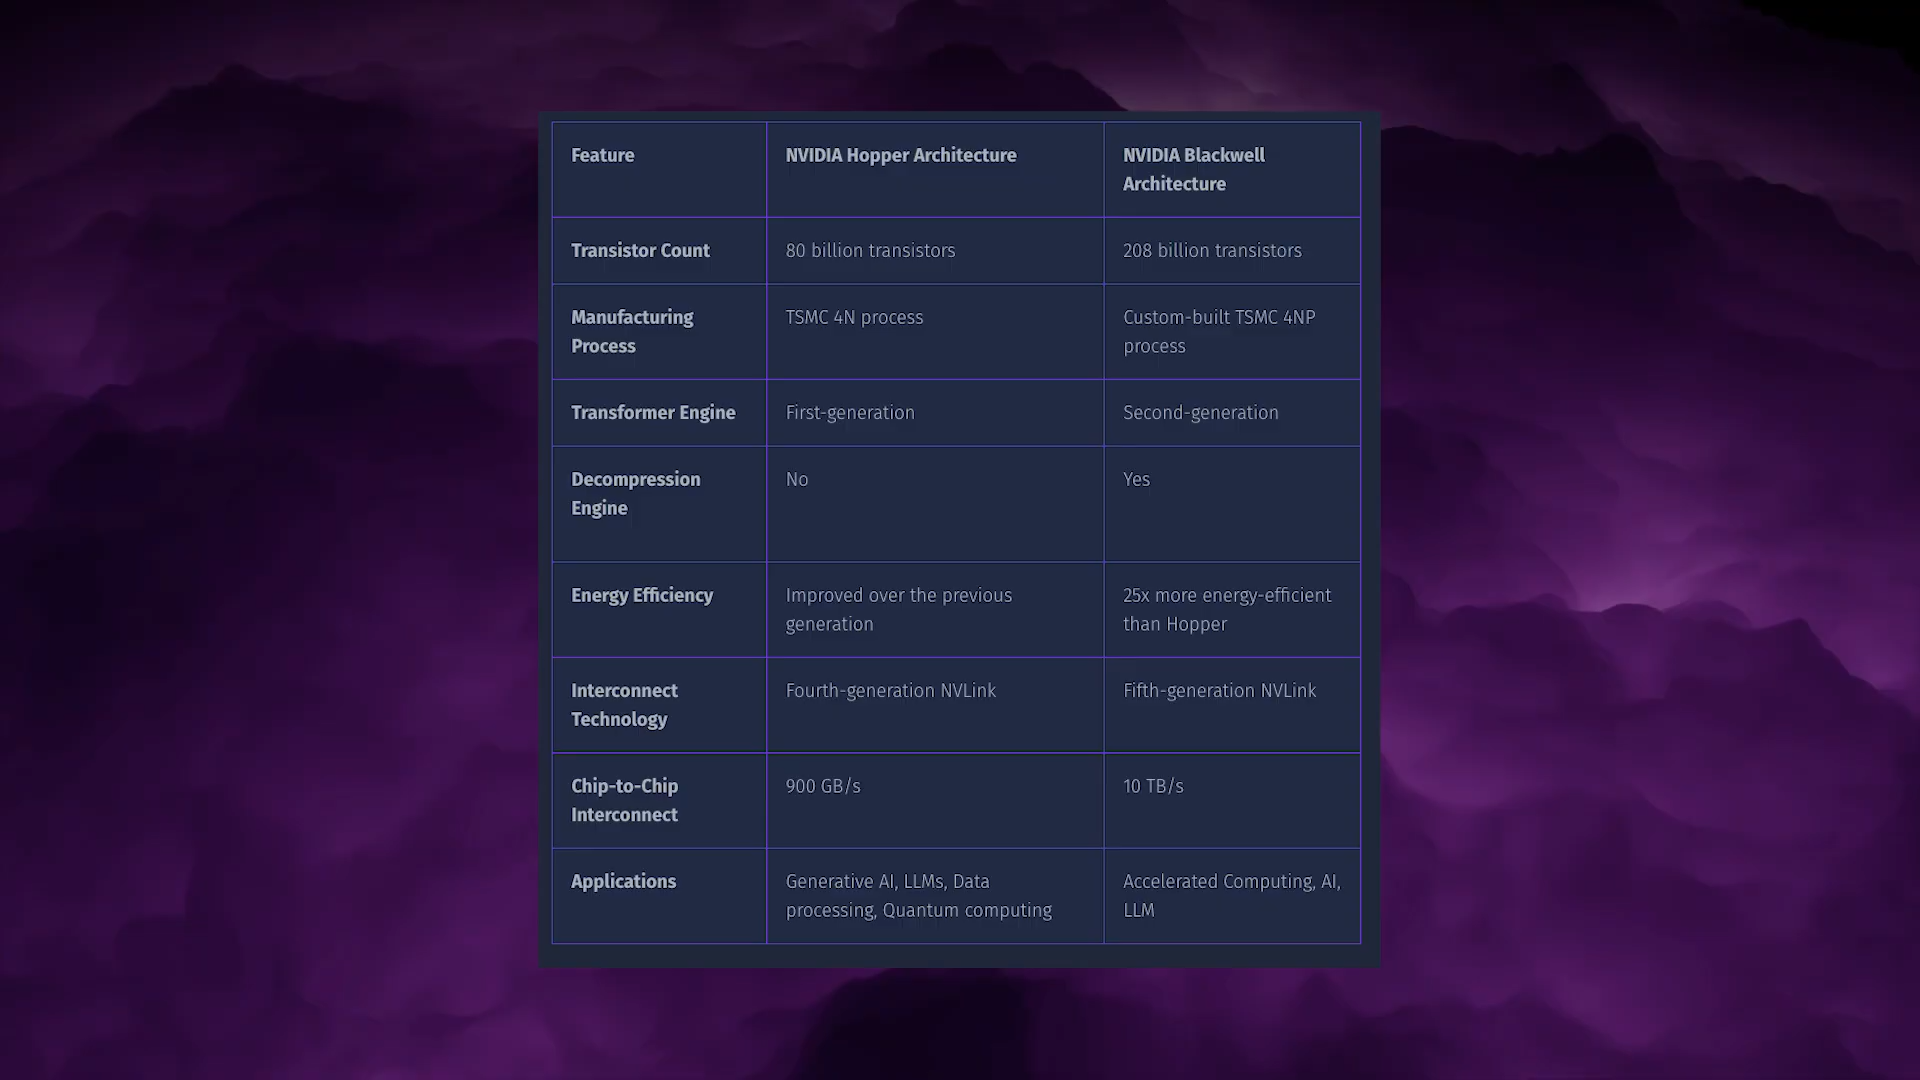 Feature
NVIDIA Hopper Architecture
NVIDIA Blackwell
Architecture
Transistor Count
80 billion transistors
208 billion transistors
Manufacturing
Process
TSMC 4N process
Custom-built TSMC 4NP
process
Transformer Engine
First-generation
Second-generation
Decompression
Engine
No
Yes
Energy Efficiency
Improved over the previous
generation
25x more energy-efficient
than Hopper
Interconnect
Technology
Fourth-generation NVLink
Fifth-generation NVLink
Chip-to-Chip
Interconnect
900 GB/s
10 TB/s
Applications
Generative AI, LLMs, Data
processing, Quantum computing
Accelerated Computing, AI,
LLM